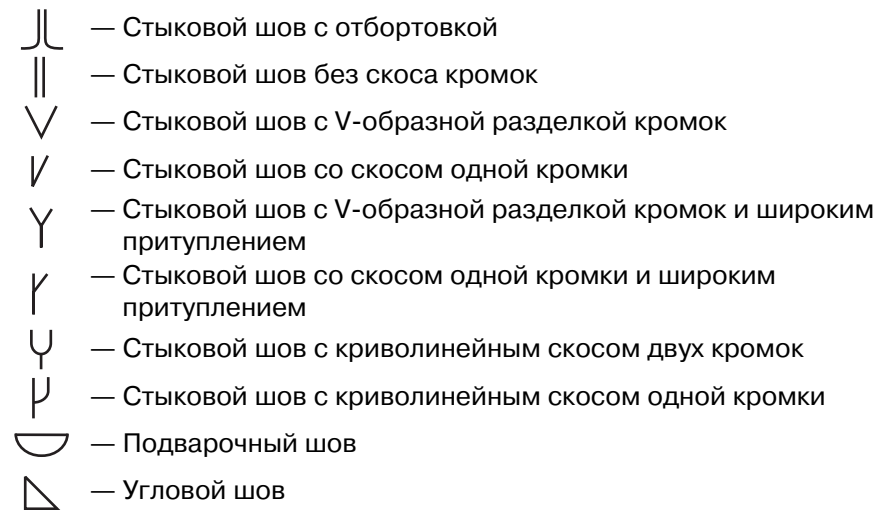 — Стыковой шов с отбортовкой
— Стыковой шов без скоса кромок
— Стыковой шов с V-образной разделкой кромок
— Стыковой шов со скосом одной кромки
— Стыковой шов с V-образной разделкой кромок и широким
притуплением
— Стыковой шов со скосом одной кромки и широким
притуплением
— Стыковой шов с криволинейным скосом двух кромок
— Стыковой шов с криволинейным скосом одной кромки
— Подварочный шов
— Угловой шов